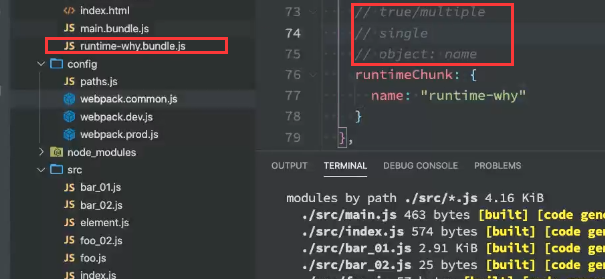 index.html
JS main.bundle.js
JS runtime-why.bundle.js
config
JS paths.js
webpack.common.js
webpack.dev.js
webpack.prod.js
node_modules
src
JS bar_01.js
JS bar_02.js
JS element.js
JS foo_02.js
JS foo.js
JS index.js
73 // true/multiple
74 // single
75 // object: name
76 runtimeChunk: {
77 name: "runtime-why"
78 }
79 },
OUTPUT TERMINAL DEBUG CONSOLE PROBLEMS
modules by path ./src/*.js 4.16 KiB
./src/main.js 463 bytes [built] [code gene
./src/index.js 574 bytes [built] [code gen
./src/bar_01.js 2.91 KiB [built] [code ge
./src/bar_02.js 25 bytes [built] [code ge